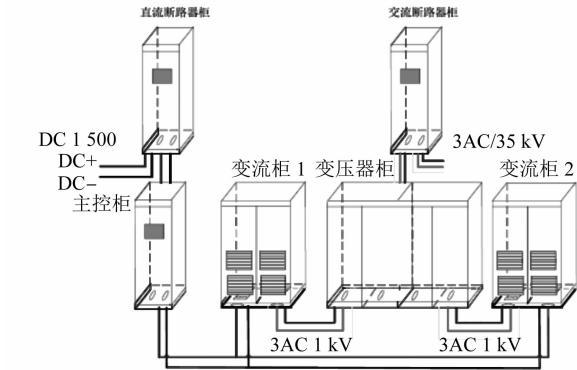 直流断路器柜
交流断路器柜
DC 1 500
DC+
DC−
3AC/35 kV
主控柜
变流柜 1
变压器柜
变流柜 2
3AC 1 kV
3AC 1 kV